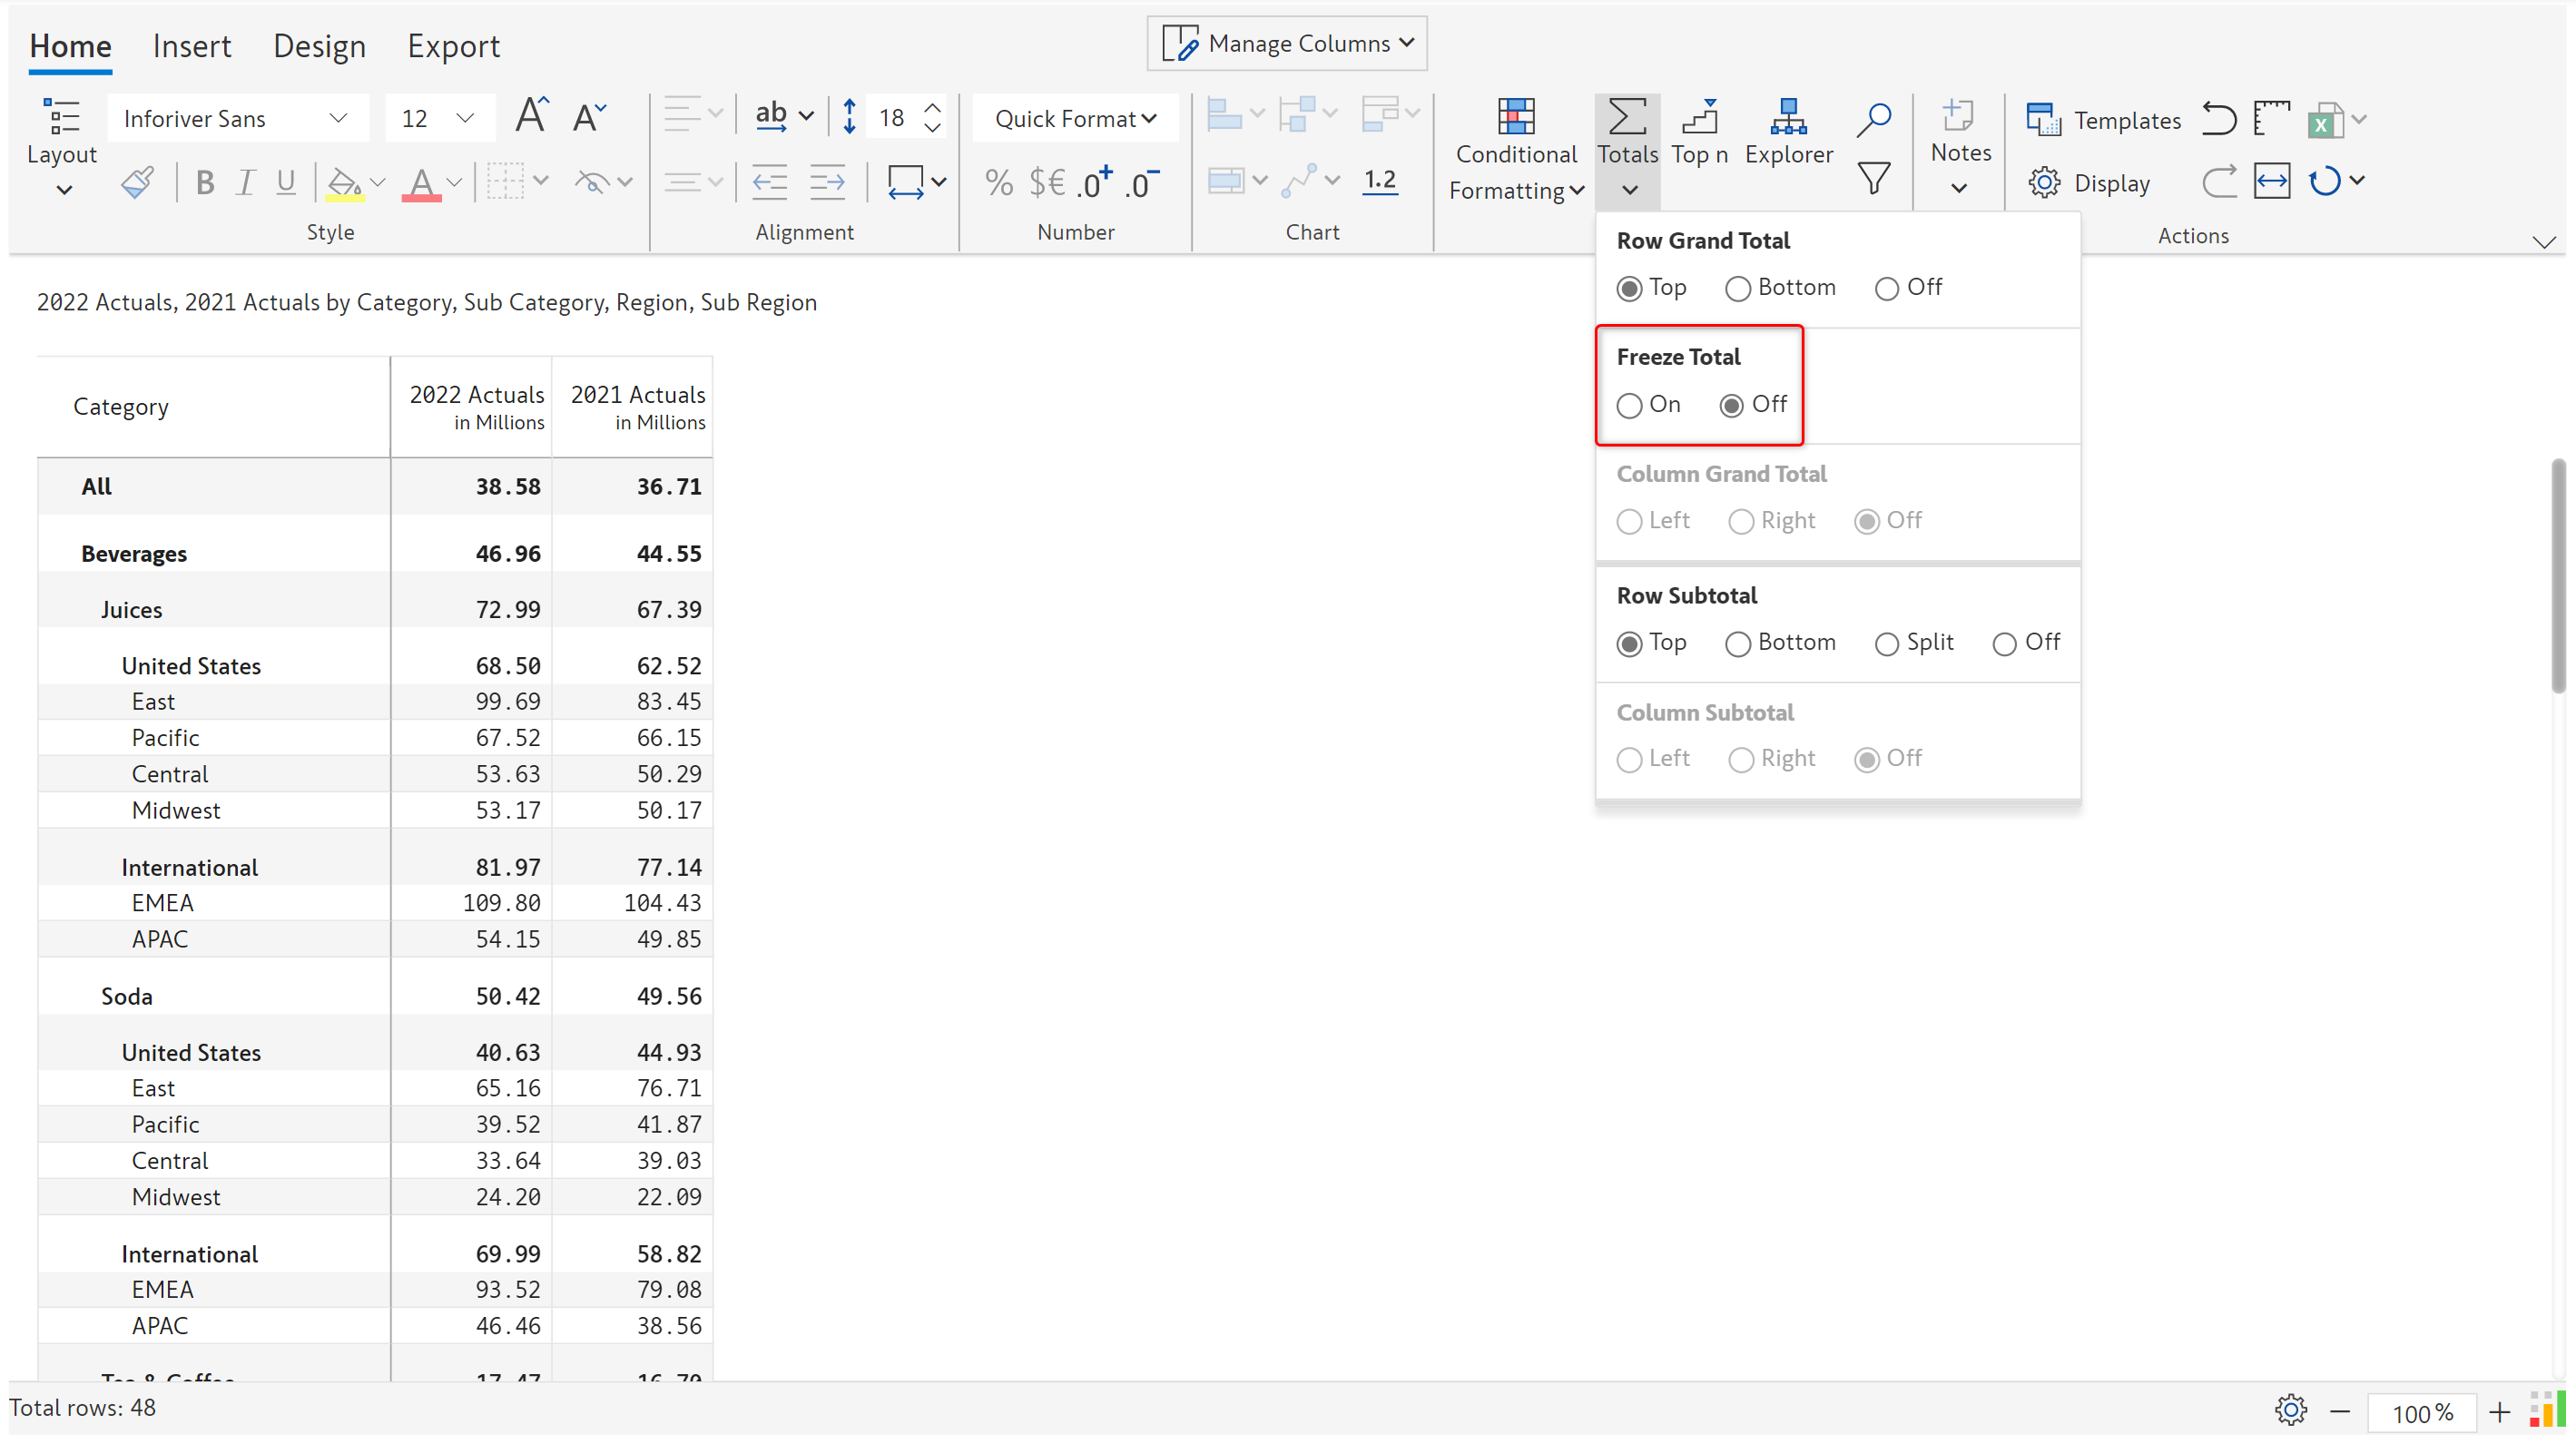 Home Insert Design Export Manage Columns
Inforiver Sans 12 A A ab 18 Quick Format
Layout Conditional Formatting Totals Top n Explorer Notes Templates
B I U A % $€ .0+ .0- 1.2 Display
Style Alignment Number Chart Actions
Row Grand Total
Top Bottom Off
Freeze Total
On Off
Column Grand Total
Left Right Off
Row Subtotal
Top Bottom Split Off
Column Subtotal
Left Right Off
2022 Actuals, 2021 Actuals by Category, Sub Category, Region, Sub Region
Category 2022 Actuals in Millions 2021 Actuals in Millions
All 38.58 36.71
Beverages 46.96 44.55
Juices 72.99 67.39
United States 68.50 62.52
East 99.69 83.45
Pacific 67.52 66.15
Central 53.63 50.29
Midwest 53.17 50.17
International 81.97 77.14
EMEA 109.80 104.43
APAC 54.15 49.85
Soda 50.42 49.56
United States 40.63 44.93
East 65.16 76.71
Pacific 39.52 41.87
Central 33.64 39.03
Midwest 24.20 22.09
International 69.99 58.82
EMEA 93.52 79.08
APAC 46.46 38.56
Tea & Coffee 17.47 16.70
Total rows: 48 100%